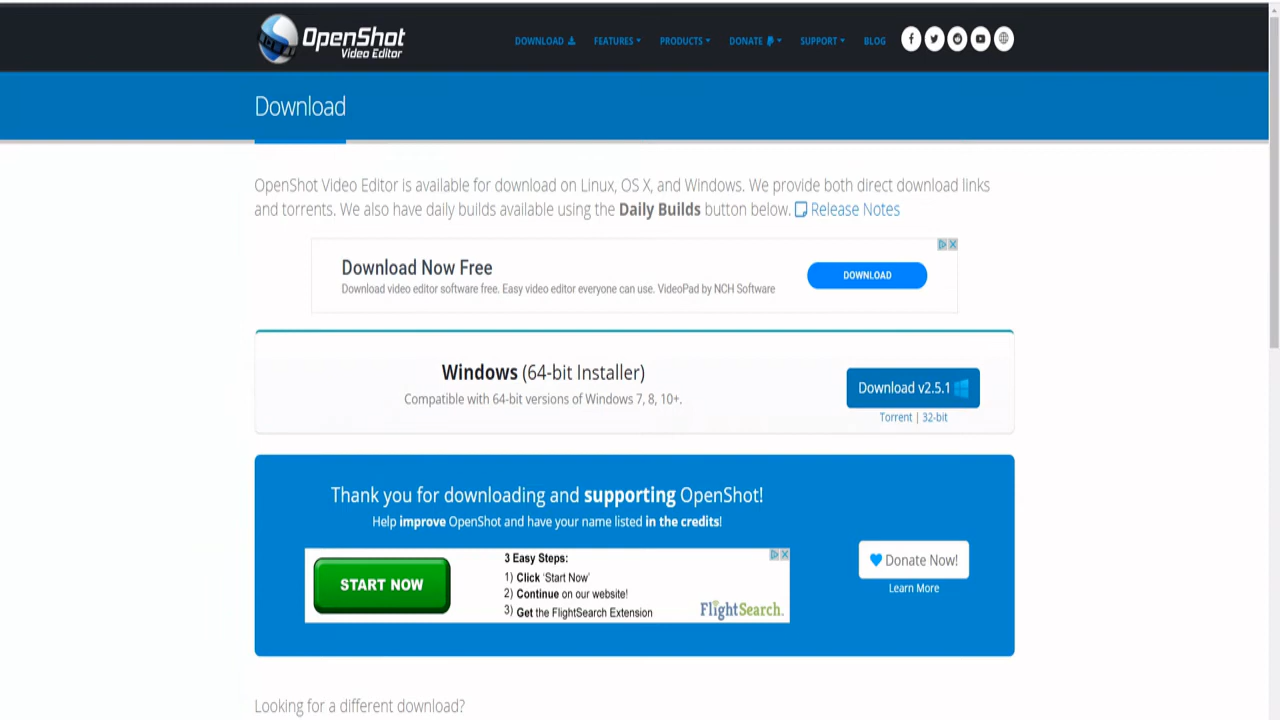 OpenShot
Video Editor
DOWNLOAD FEATURES PRODUCTS DONATE SUPPORT BLOG
Download
OpenShot Video Editor is available for download on Linux, OS X, and Windows. We provide both direct download links
and torrents. We also have daily builds available using the Daily Builds button below. Release Notes
Download Now Free
Download video editor software free. Easy video editor everyone can use. VideoPad by NCH Software
DOWNLOAD
Windows (64-bit Installer)
Compatible with 64-bit versions of Windows 7, 8, 10+.
Download v2.5.1
Torrent | 32-bit
Thank you for downloading and supporting OpenShot!
Help improve OpenShot and have your name listed in the credits!
START NOW
3 Easy Steps:
1) Click 'Start Now'
2) Continue on our website!
3) Get the FlightSearch Extension
FlightSearch.
Donate Now!
Learn More
Looking for a different download?